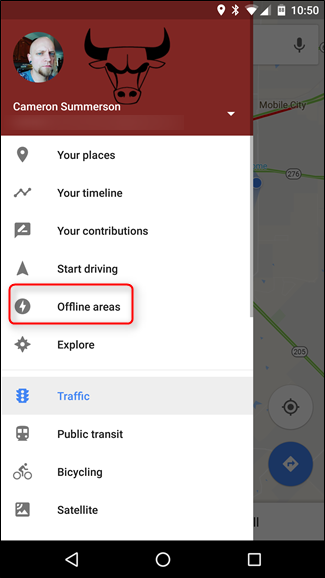 10:50
Cameron Summerson
Mobile City
Your places
276
Your timeline
Your contributions
Start driving
Offline areas
Explore
205
Traffic
Public transit
Bicycling
Satellite